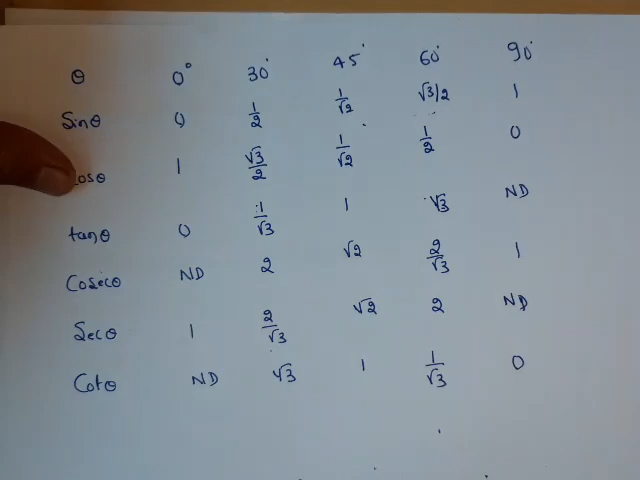 θ 0° 30° 45° 60° 90°
Sinθ 0 1/2 1/√2 √3/2 1
Cosθ 1 √3/2 1/√2 1/2 0
tanθ 0 1/√3 1 √3 ND
Cosecθ ND 2 √2 2/√3 1
Secθ 1 2/√3 √2 2 ND
Cotθ ND √3 1 1/√3 0